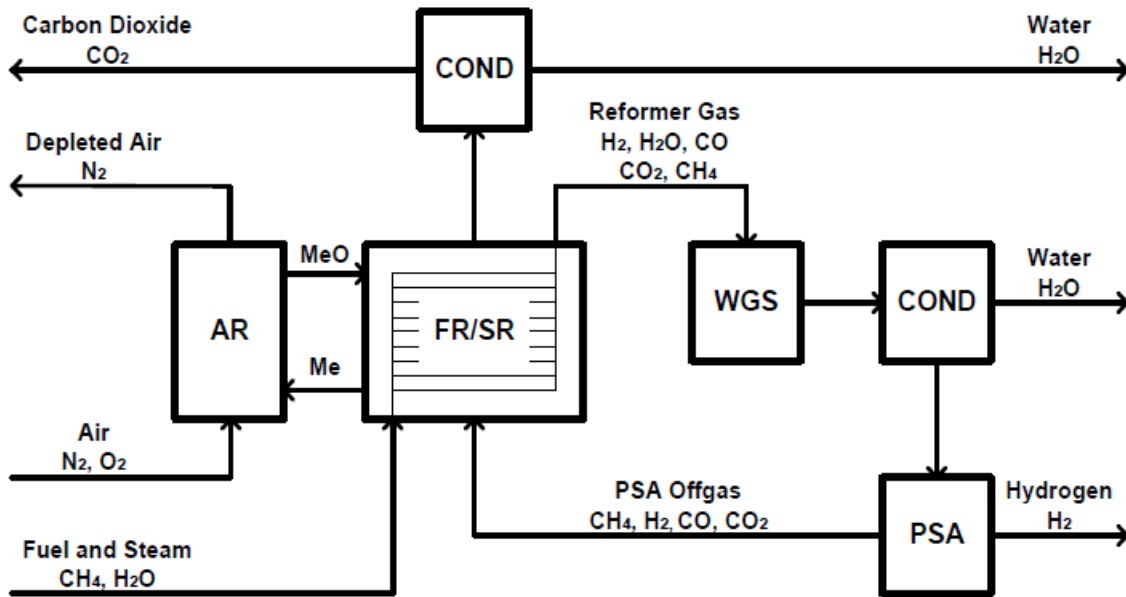 Carbon Dioxide
CO₂
COND
Water
H₂O
Reformer Gas
H₂, H₂O, CO
CO₂, CH₄
Depleted Air
N₂
MeO
AR
FR/SR
Me
WGS
COND
Water
H₂O
Air
N₂, O₂
PSA Offgas
CH₄, H₂, CO, CO₂
PSA
Hydrogen
H₂
Fuel and Steam
CH₄, H₂O